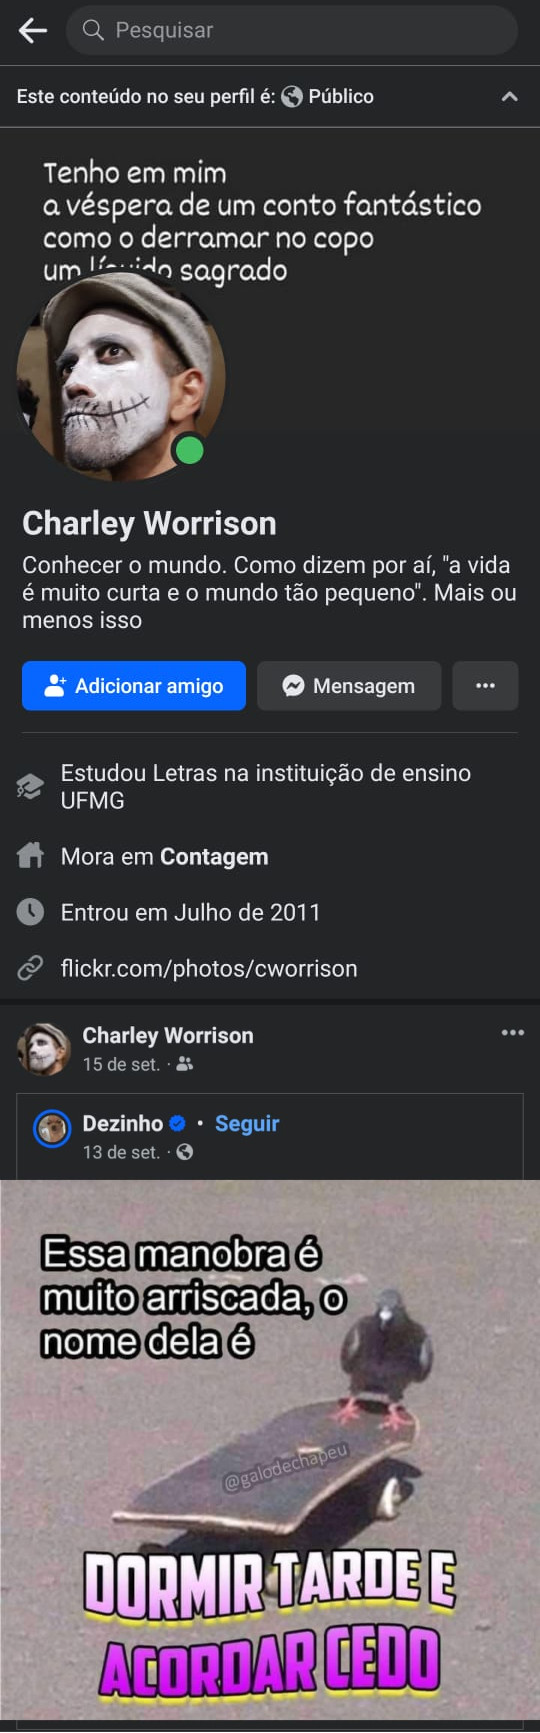 Pesquisar
Este conteúdo no seu perfil é: Público
Tenho em mim
a véspera de um conto fantástico
como o derramar no copo
um líquido sagrado
Charley Worrison
Conhecer o mundo. Como dizem por aí, "a vida
é muito curta e o mundo tão pequeno". Mais ou
menos isso
Adicionar amigo
Mensagem
Estudou Letras na instituição de ensino
UFMG
Mora em Contagem
Entrou em Julho de 2011
flickr.com/photos/cworrison
Charley Worrison
15 de set. ·
Dezinho · Seguir
13 de set. ·
Essa manobra é
muito arriscada, o
nome dela é
@galodechapeu
DORMIR TARDE E
ACORDAR CEDO